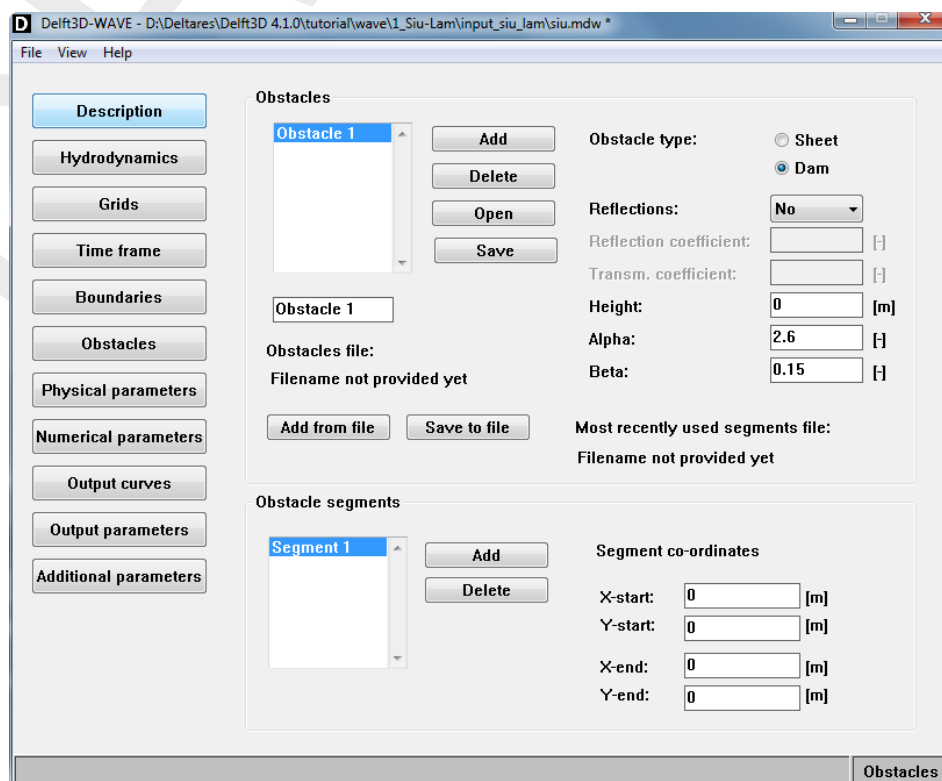 D Delft3D-WAVE - D:\Deltares\Delft3D 4.1.0\tutorial\wave\1_Siu-Lam\input_siu_lam\siu.mdw *
File View Help
Description
Hydrodynamics
Grids
Time frame
Boundaries
Obstacles
Physical parameters
Numerical parameters
Output curves
Output parameters
Additional parameters
Obstacles
Obstacle 1
Add
Delete
Open
Save
Obstacle 1
Obstacles file:
Filename not provided yet
Add from file Save to file
Obstacle type: Sheet
Dam
Reflections: No
Reflection coefficient: [-]
Transm. coefficient: [-]
Height: 0 [m]
Alpha: 2.6 [-]
Beta: 0.15 [-]
Most recently used segments file:
Filename not provided yet
Obstacle segments
Segment 1
Add
Delete
Segment co-ordinates
X-start: 0 [m]
Y-start: 0 [m]
X-end: 0 [m]
Y-end: 0 [m]
Obstacles